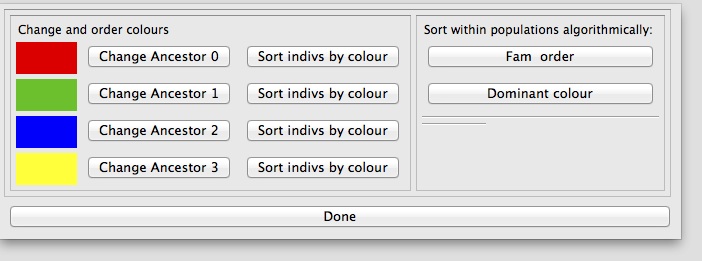 Change and order colours
Change Ancestor 0 Sort indivs by colour
Change Ancestor 1 Sort indivs by colour
Change Ancestor 2 Sort indivs by colour
Change Ancestor 3 Sort indivs by colour
Sort within populations algorithmically:
Fam order
Dominant colour
Done